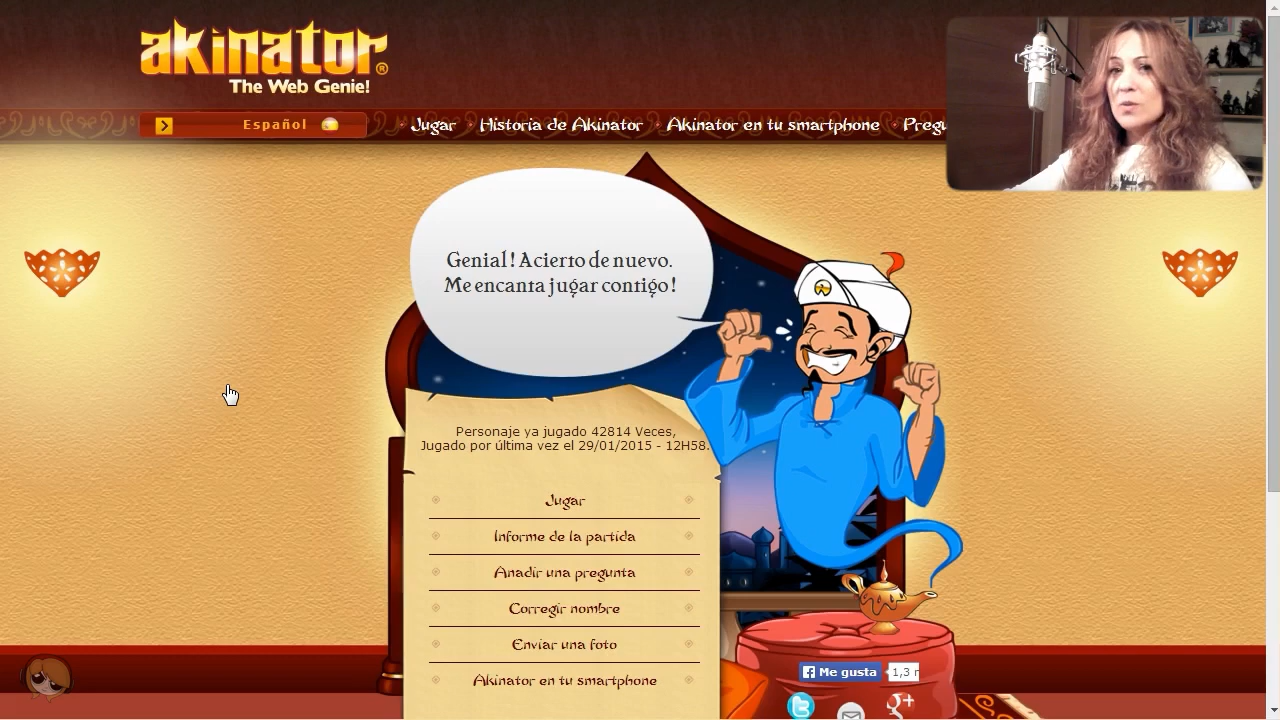 akinator®
The Web Genie!
Español
Jugar
Historia de Akinator
Akinator en tu smartphone
Genial! Acierto de nuevo.
Me encanta jugar contigo!
Personaje ya jugado 42814 Veces,
Jugado por última vez el 29/01/2015 - 12H58.
Jugar
Informe de la partida
Anadir una pregunta
Corregir nombre
Enviar una foto
Akinator en tu smartphone
Me gusta
1,3